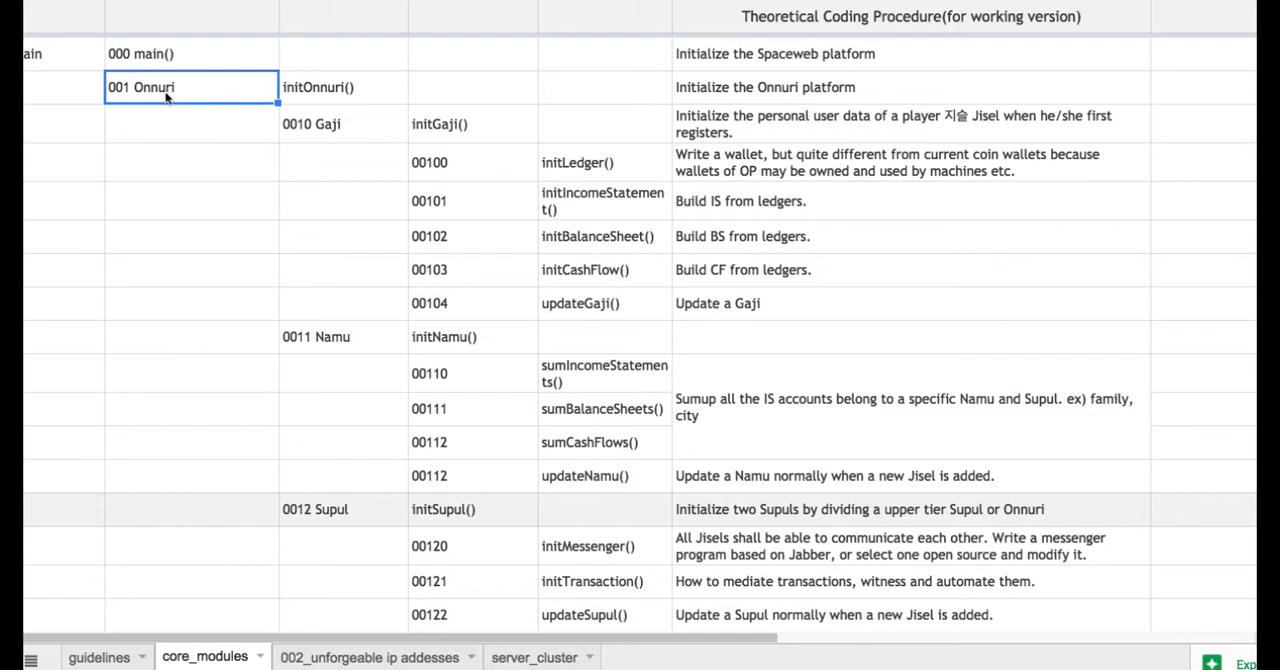 Theoretical Coding Procedure(for working version)
ain 000 main() Initialize the Spaceweb platform
001 Onnuri initOnnuri() Initialize the Onnuri platform
0010 Gaji initGaji() Initialize the personal user data of a player 지슬 Jisel when he/she first
registers.
00100 initLedger() Write a wallet, but quite different from current coin wallets because
wallets of OP may be owned and used by machines etc.
00101 initIncomeStatemen
t() Build IS from ledgers.
00102 initBalanceSheet() Build BS from ledgers.
00103 initCashFlow() Build CF from ledgers.
00104 updateGaji() Update a Gaji
0011 Namu initNamu()
00110 sumIncomeStatemen
ts()
00111 sumBalanceSheets() Sumup all the IS accounts belong to a specific Namu and Supul. ex) family,
city
00112 sumCashFlows()
00112 updateNamu() Update a Namu normally when a new Jisel is added.
0012 Supul initSupul() Initialize two Supuls by dividing a upper tier Supul or Onnuri
00120 initMessenger() All Jisels shall be able to communicate each other. Write a messenger
program based on Jabber, or select one open source and modify it.
00121 initTransaction() How to mediate transactions, witness and automate them.
00122 updateSupul() Update a Supul normally when a new Jisel is added.
guidelines core_modules 002_unforgeable ip addesses server_cluster Exp